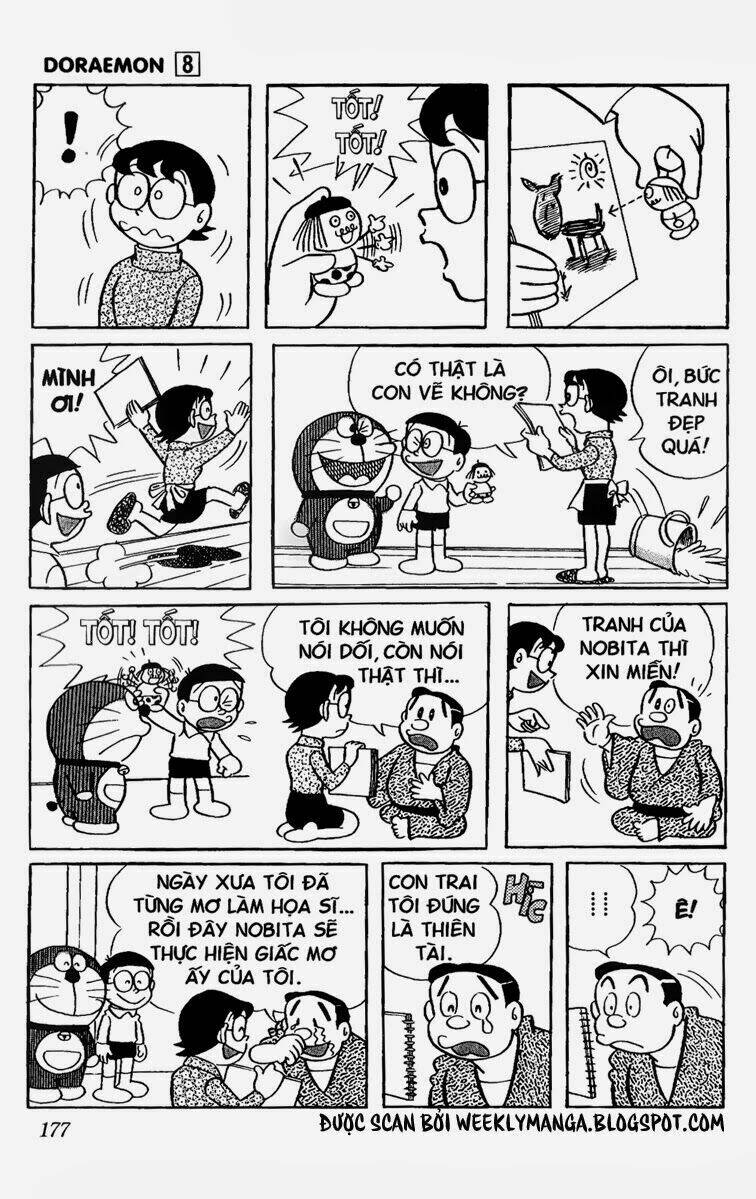 DORAEMON 8
TỐT!
TỐT!
!
ÔI, BỨC
TRANH
ĐẸP
QUÁ!
CÓ THẬT LÀ
CON VẼ KHÔNG?
MÌNH
ƠI!
TRANH CỦA
NOBITA THÌ
XIN MIỄN!
TÔI KHÔNG MUỐN
NÓI DỐI, CÒN NÓI
THẬT THÌ...
TỐT! TỐT!
Ê!
......
HÍC
CON TRAI
TÔI ĐÚNG
LÀ THIÊN
TÀI.
NGÀY XƯA TÔI ĐÃ
TỪNG MƠ LÀM HỌA SĨ...
RỒI ĐÂY NOBITA SẼ
THỰC HIỆN GIẤC MƠ
ẤY CỦA TÔI.
177
ĐƯỢC SCAN BỞI WEEKLYMANGA.BLOGSPOT.COM